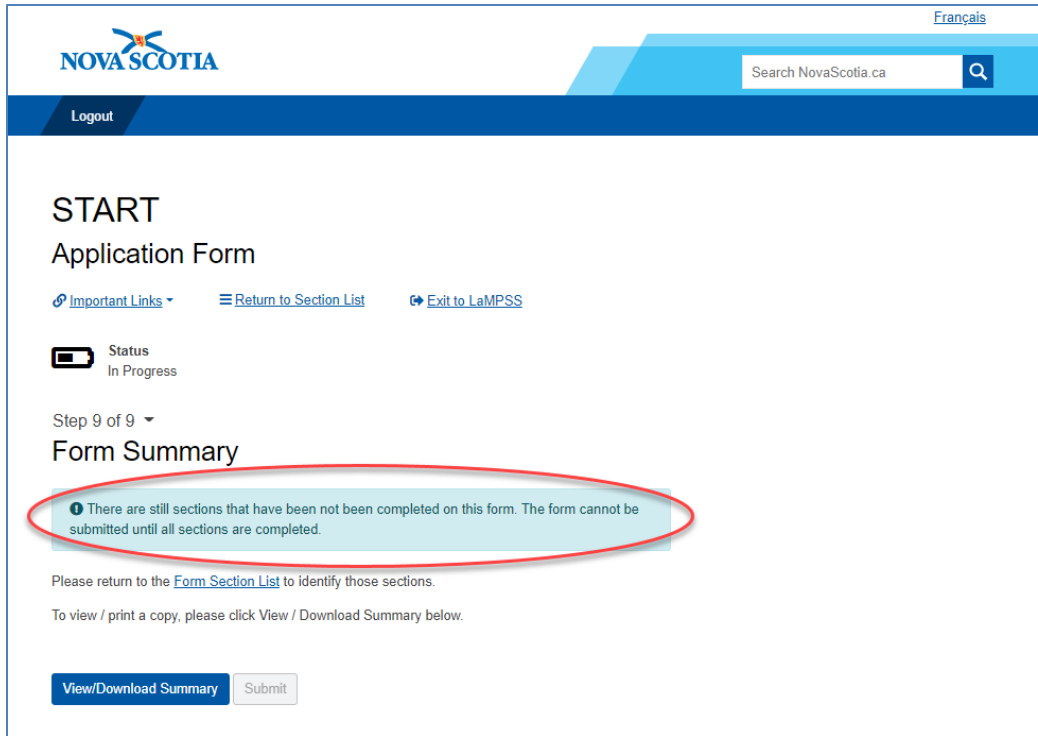 Français
NOVA SCOTIA
Search NovaScotia.ca
Logout
START
Application Form
Important Links
Return to Section List
Exit to LaMPSS
Status
In Progress
Step 9 of 9
Form Summary
There are still sections that have been not been completed on this form. The form cannot be
submitted until all sections are completed.
Please return to the Form Section List to identify those sections.
To view / print a copy, please click View / Download Summary below.
View/Download Summary
Submit